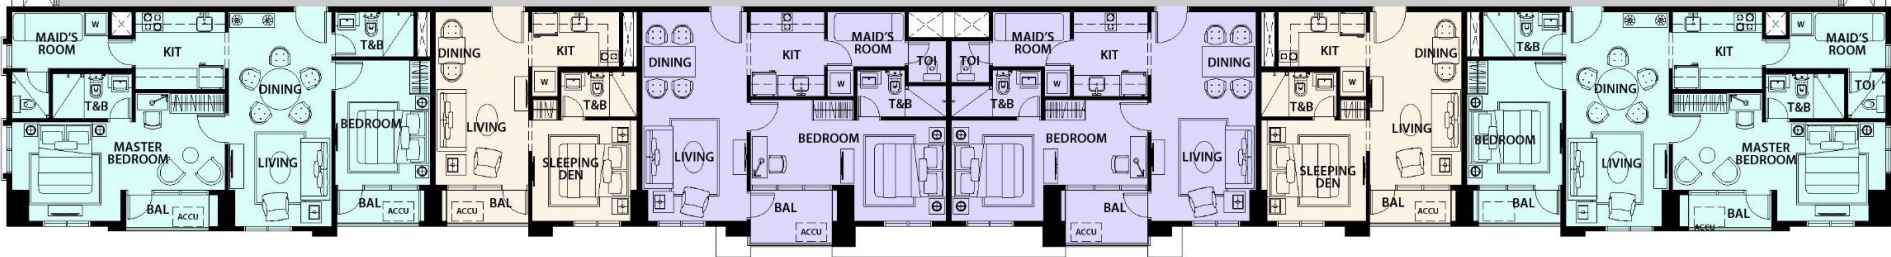 MAID'S
ROOM
W
KIT
T&B
DINING
MASTER
BEDROOM
LIVING
BAL
ACCU
T&B
BEDROOM
BAL
ACCU
DINING
KIT
W
T&B
LIVING
SLEEPING
DEN
ACCU
BAL
DINING
KIT
MAID'S
ROOM
TOI
W
T&B
LIVING
BEDROOM
BAL
ACCU
MAID'S
ROOM
TOI
KIT
DINING
T&B
W
BEDROOM
LIVING
BAL
ACCU
KIT
DINING
W
T&B
SLEEPING
DEN
LIVING
BAL
ACCU
T&B
BEDROOM
BAL
DINING
LIVING
KIT
W
MAID'S
ROOM
T&B
TOI
MASTER
BEDROOM
BAL
ACCU